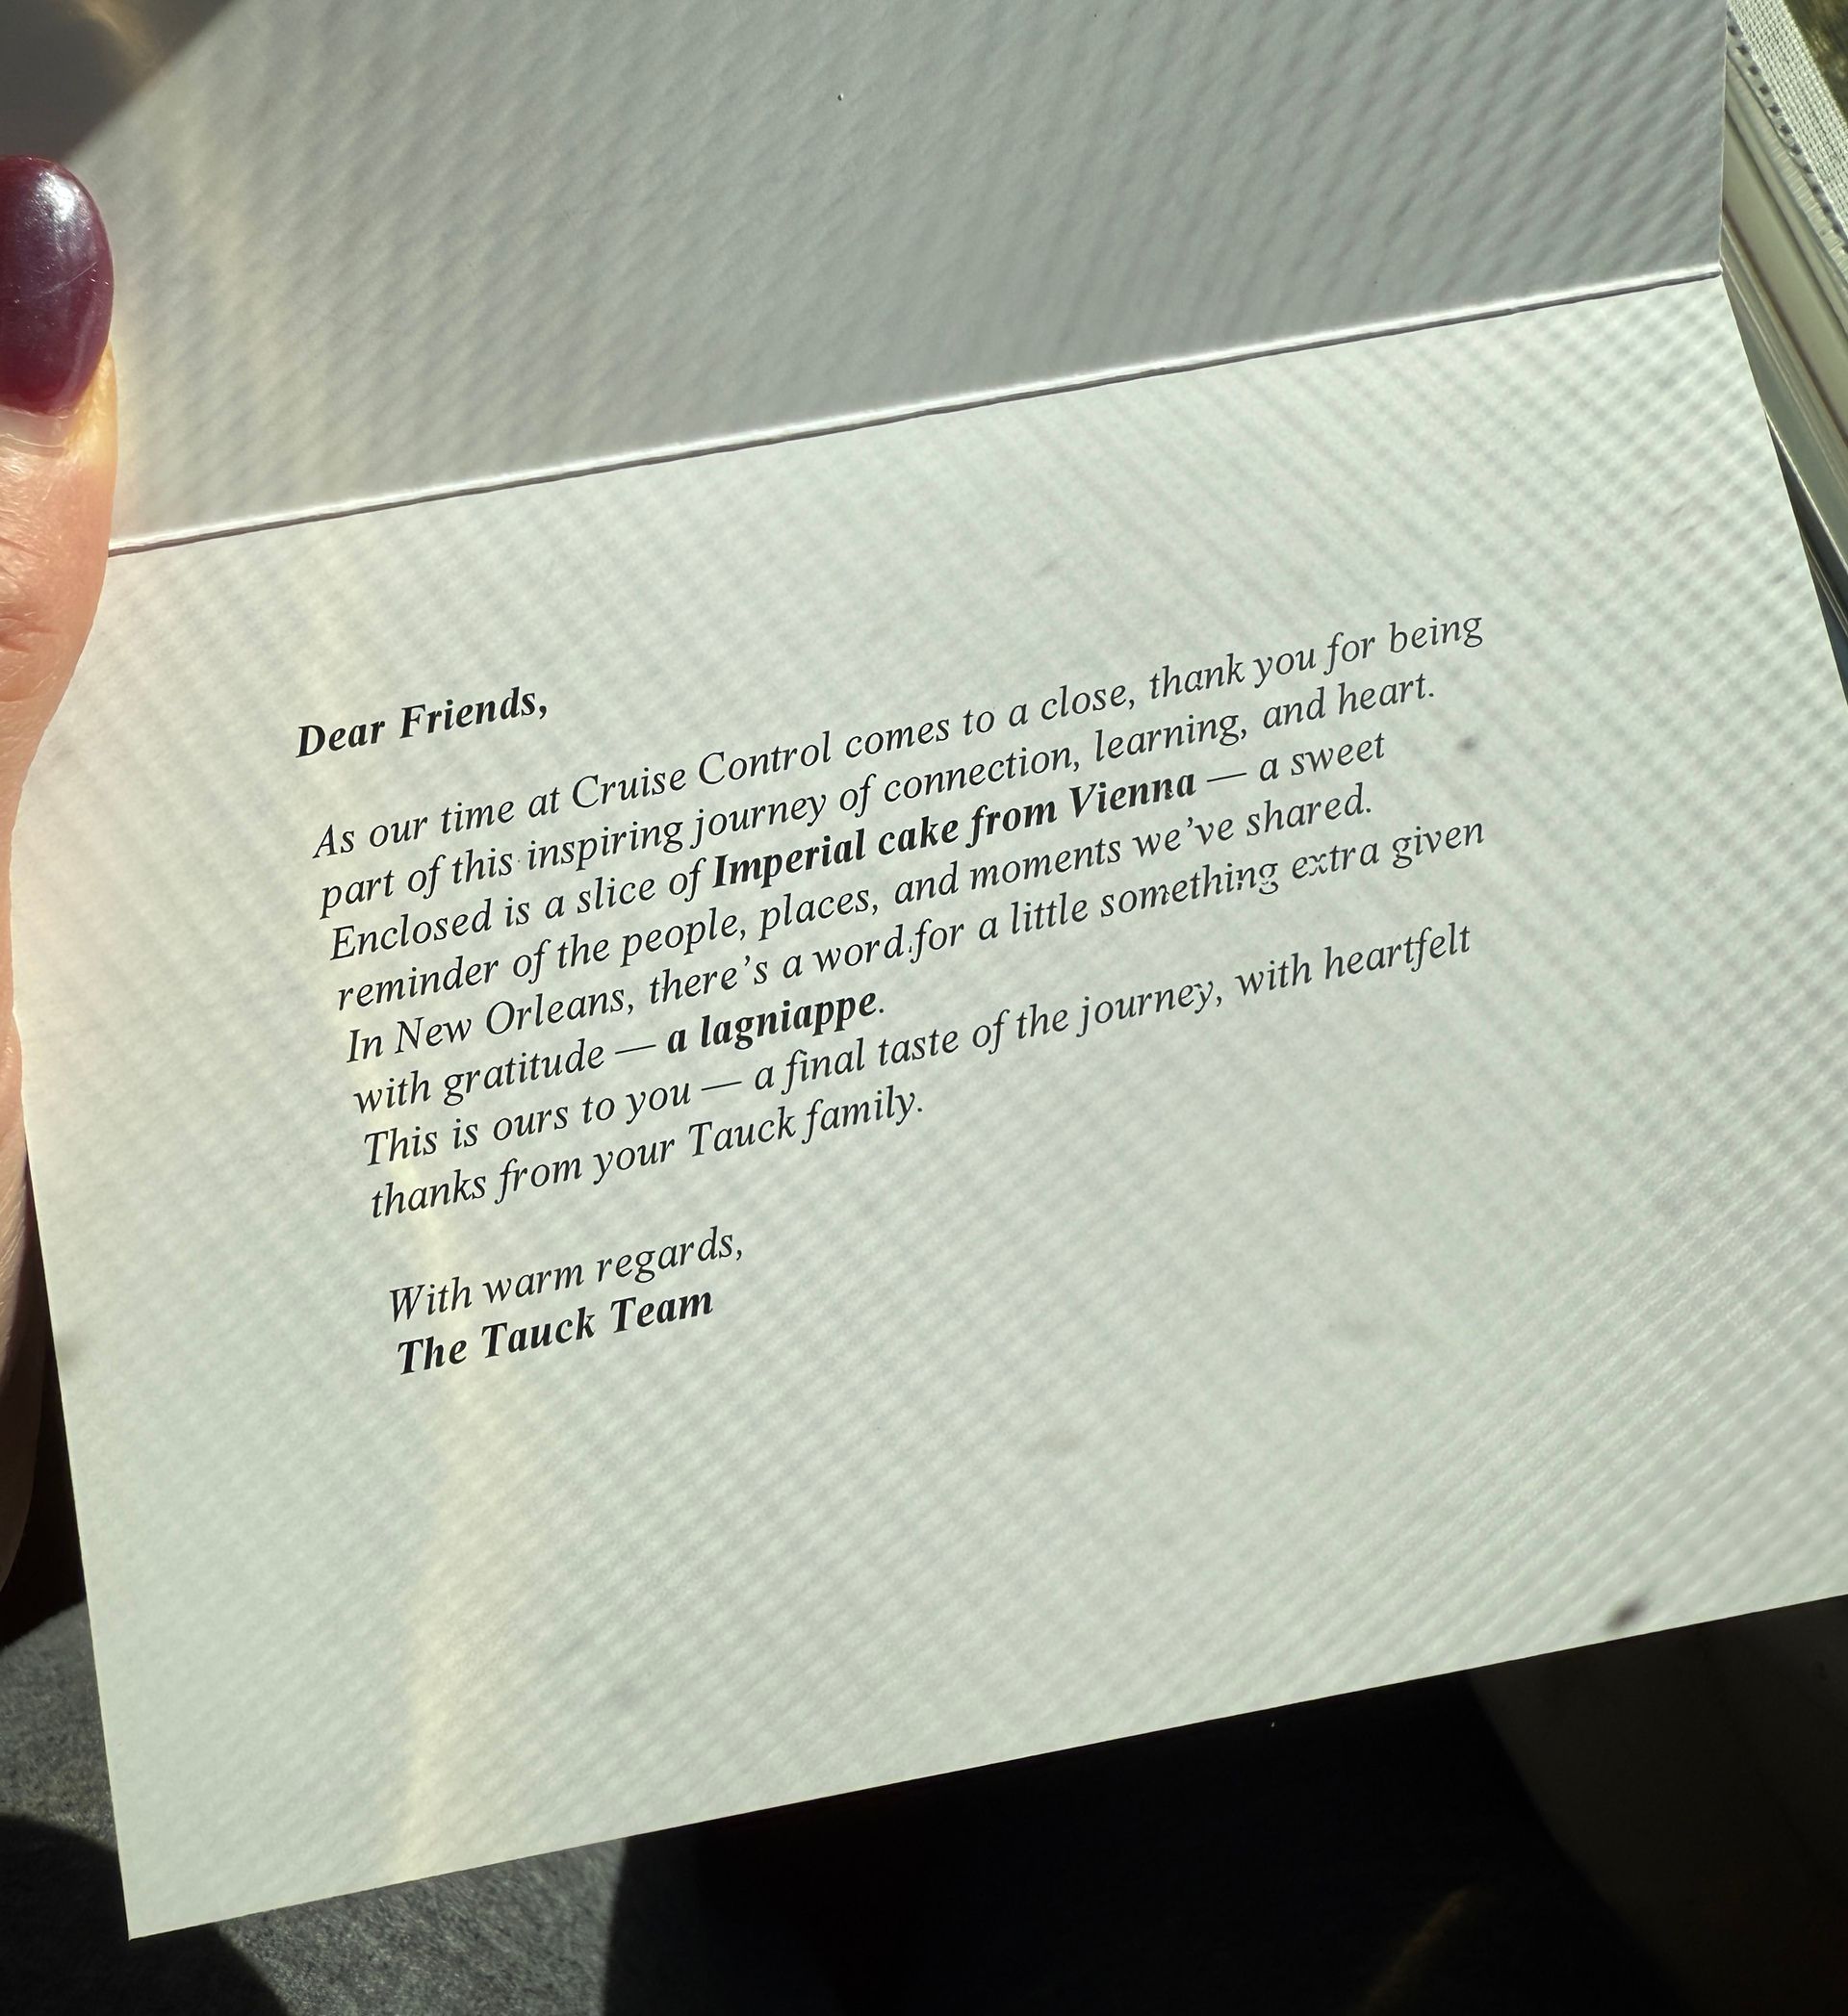 Dear Friends,
As our time at Cruise Control comes to a close, thank you for being
part of this inspiring journey of connection, learning, and heart.
Enclosed is a slice of Imperial cake from Vienna — a sweet
reminder of the people, places, and moments we’ve shared.
In New Orleans, there’s a word for a little something extra given
with gratitude — a lagniappe.
This is ours to you — a final taste of the journey, with heartfelt
thanks from your Tauck family.
With warm regards,
The Tauck Team